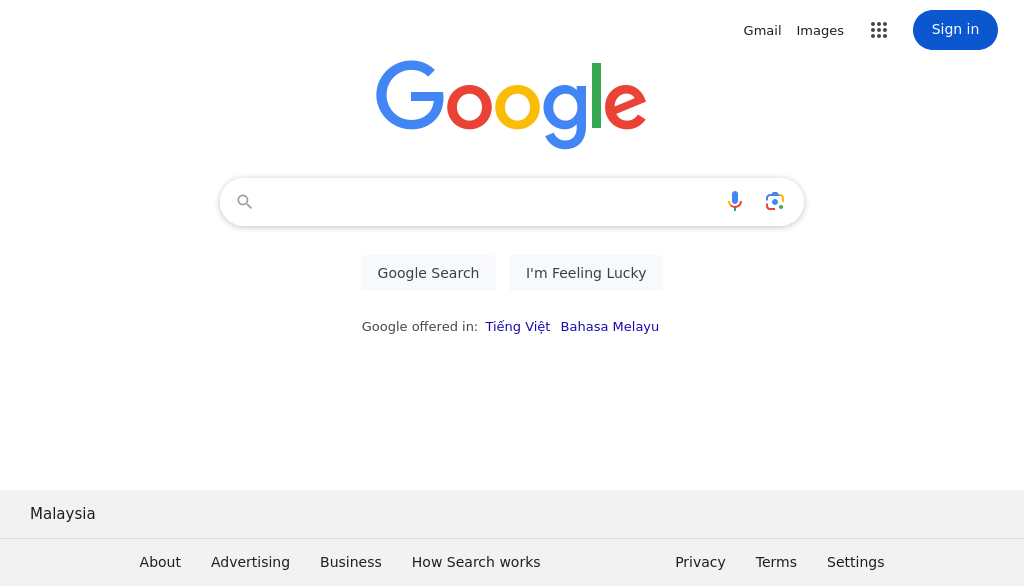 Gmail Images Sign in
Google
Google Search I'm Feeling Lucky
Google offered in: Tiếng Việt Bahasa Melayu
Malaysia
About Advertising Business How Search works Privacy Terms Settings